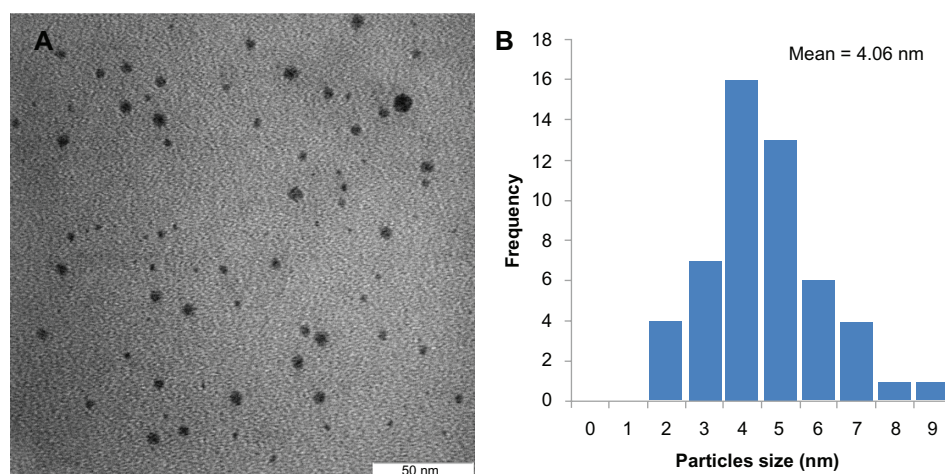 A
50 nm
B
Mean = 4.06 nm
Frequency
18
16
14
12
10
8
6
4
2
0
0 1 2 3 4 5 6 7 8 9
Particles size (nm)